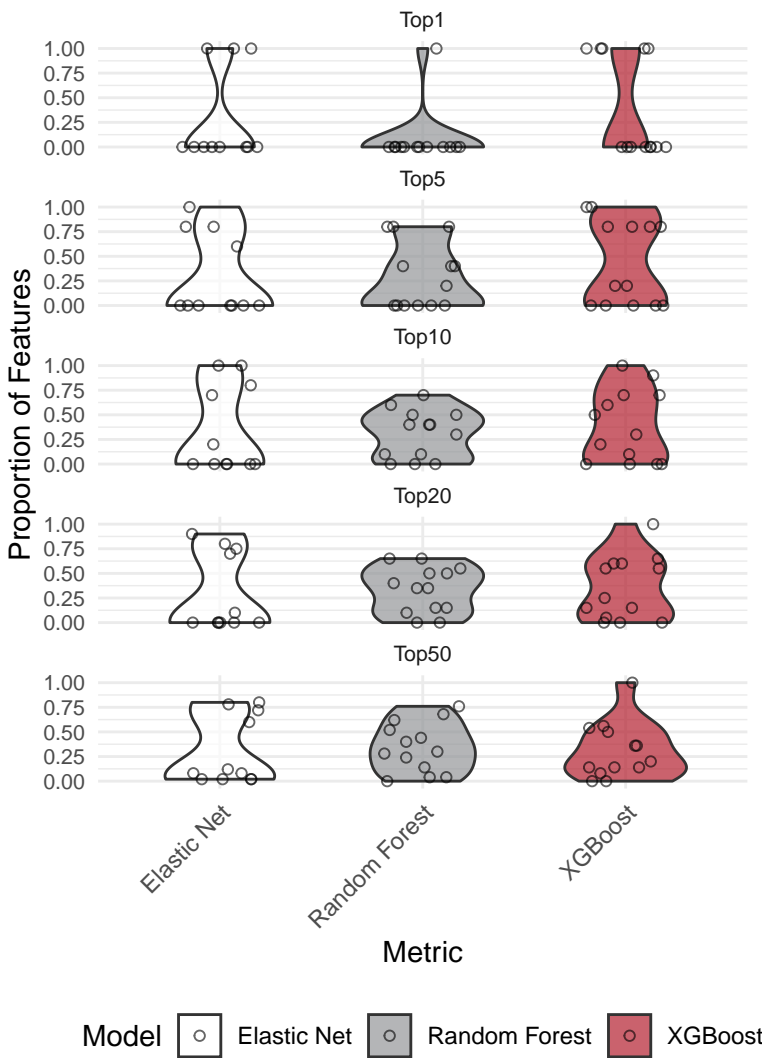 Top1
1.00
0.75
0.50
0.25
0.00
Top5
1.00
0.75
0.50
0.25
0.00
Top10
1.00
0.75
0.50
0.25
0.00
Top20
1.00
0.75
0.50
0.25
0.00
Top50
1.00
0.75
0.50
0.25
0.00
Proportion of Features
Elastic Net
Random Forest
XGBoost
Metric
Model Elastic Net Random Forest XGBoost